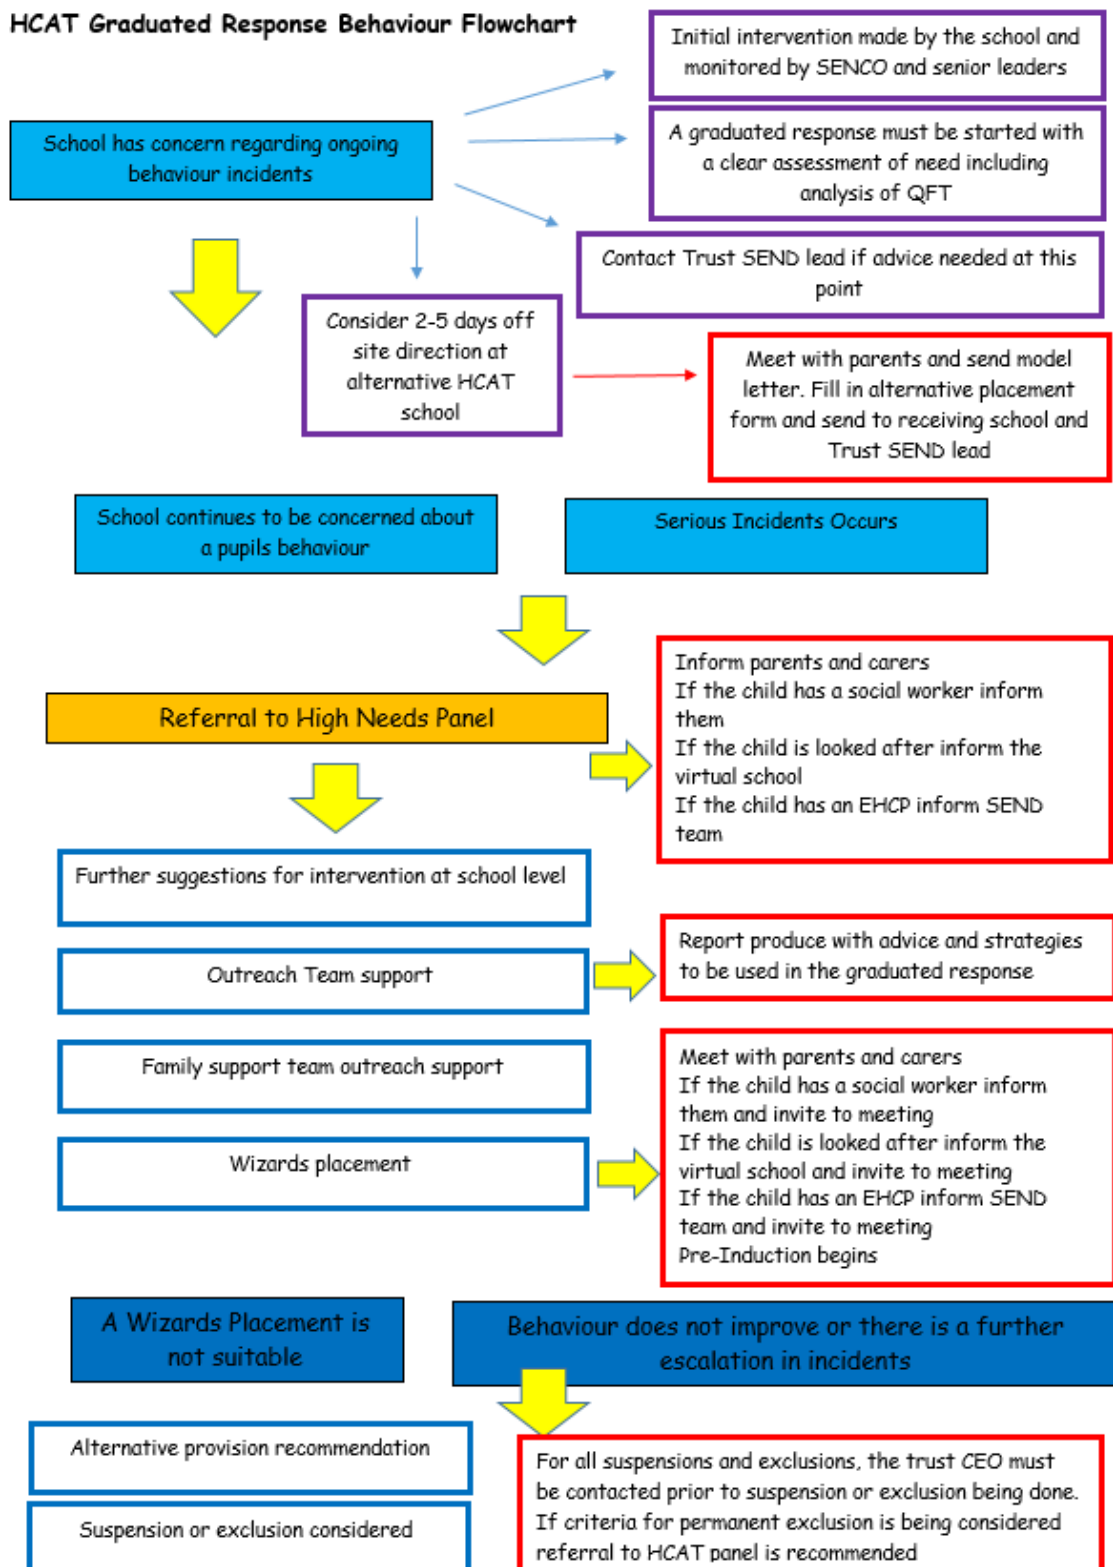 HCAT Graduated Response Behaviour Flowchart
Initial intervention made by the school and
monitored by SENCO and senior leaders
School has concern regarding ongoing
behaviour incidents
A graduated response must be started with
a clear assessment of need including
analysis of QFT
Contact Trust SEND lead if advice needed at this
point
Consider 2-5 days off
site direction at
alternative HCAT
school
Meet with parents and send model
letter. Fill in alternative placement
form and send to receiving school and
Trust SEND lead
School continues to be concerned about
a pupils behaviour
Serious Incidents Occurs
Referral to High Needs Panel
Inform parents and carers
If the child has a social worker inform
them
If the child is looked after inform the
virtual school
If the child has an EHCP inform SEND
team
Further suggestions for intervention at school level
Outreach Team support
Report produce with advice and strategies
to be used in the graduated response
Family support team outreach support
Wizards placement
Meet with parents and carers
If the child has a social worker inform
them and invite to meeting
If the child is looked after inform the
virtual school and invite to meeting
If the child has an EHCP inform SEND
team and invite to meeting
Pre-Induction begins
A Wizards Placement is
not suitable
Behaviour does not improve or there is a further
escalation in incidents
Alternative provision recommendation
Suspension or exclusion considered
For all suspensions and exclusions, the trust CEO must
be contacted prior to suspension or exclusion being done.
If criteria for permanent exclusion is being considered
referral to HCAT panel is recommended